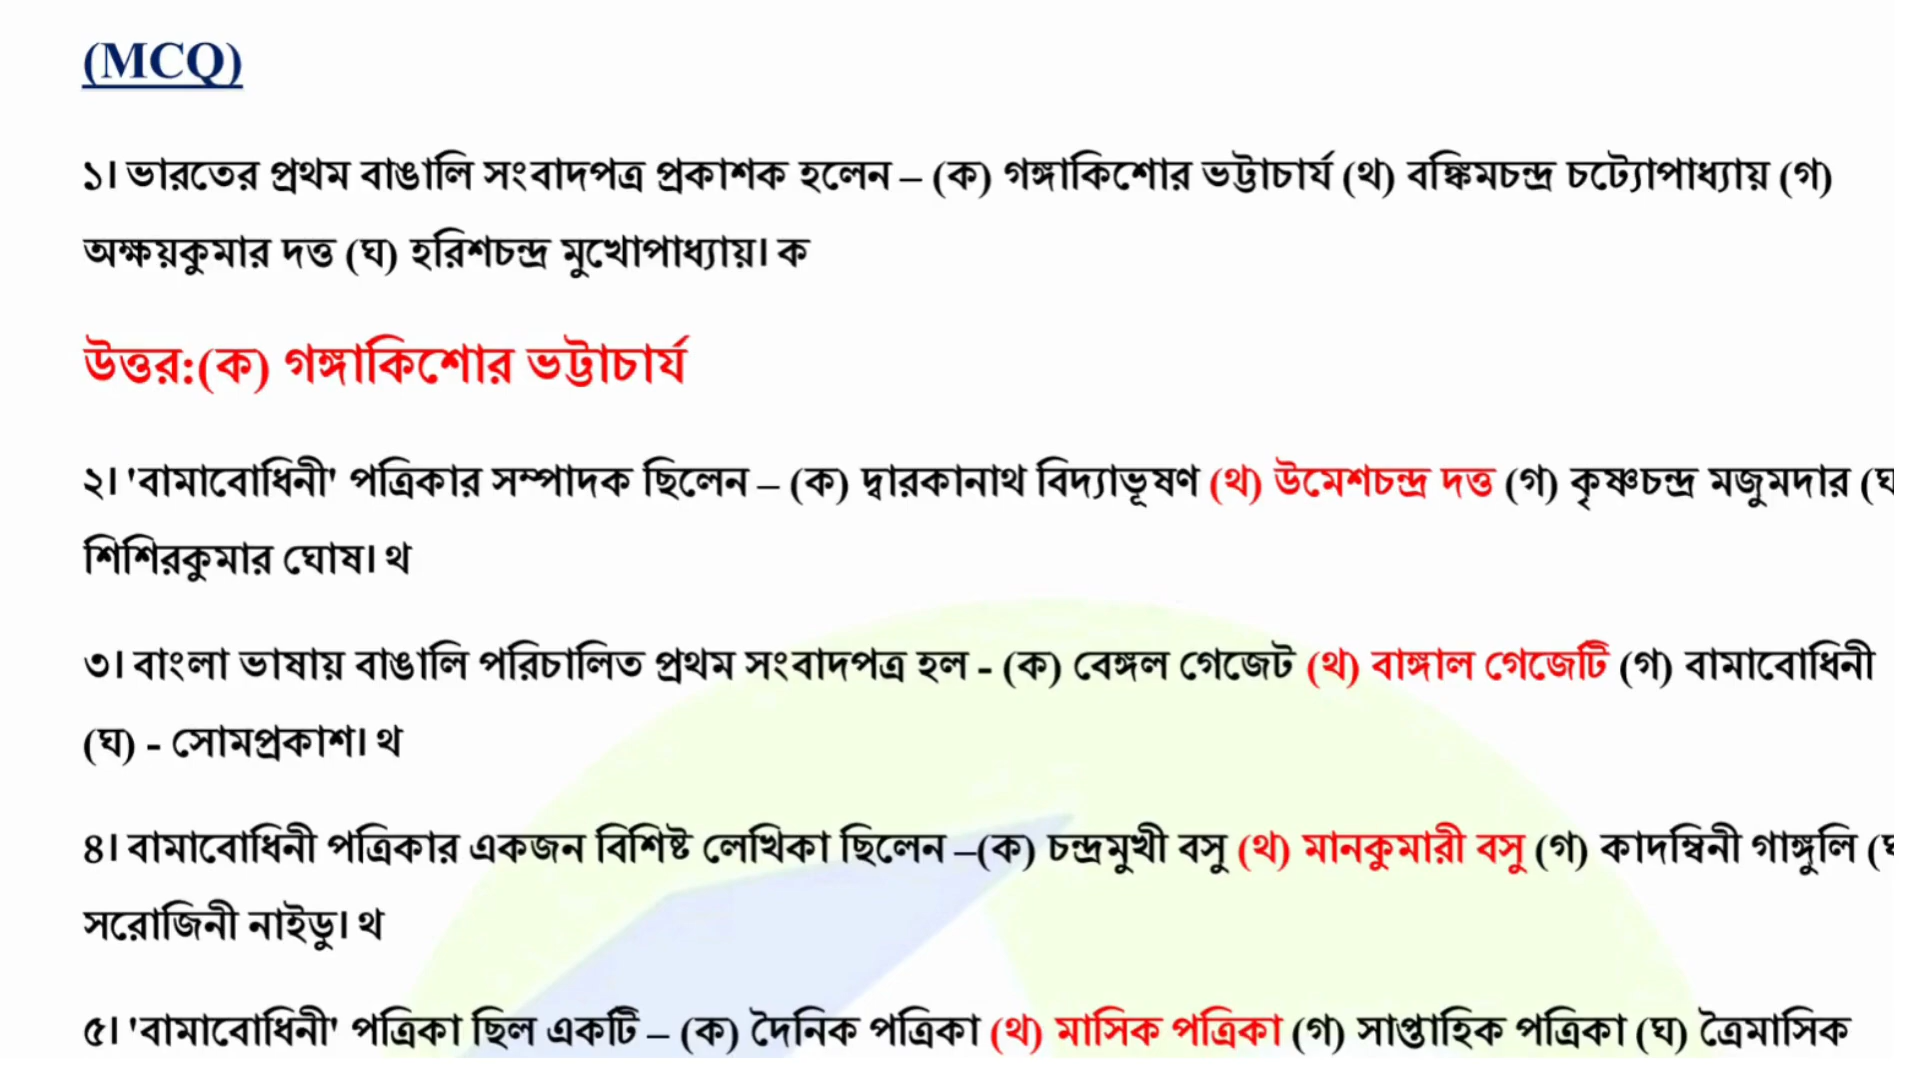 (MCQ)
১। ভারতের প্রথম বাঙালি সংবাদপত্র প্রকাশক হলেন – (ক) গঙ্গাকিশোর ভট্টাচার্য (থ) বঙ্কিমচন্দ্র চট্যোপাধ্যায় (গ)
অক্ষয়কুমার দত্ত (ঘ) হরিশচন্দ্র মুখোপাধ্যায়। ক
উত্তর:(ক) গঙ্গাকিশোর ভট্টাচার্য
২। 'বামাবোধিনী' পত্রিকার সম্পাদক ছিলেন – (ক) দ্বারকানাথ বিদ্যাভূষণ (থ) উমেশচন্দ্র দত্ত (গ) কৃষ্ণচন্দ্র মজুমদার (ঘ
শিশিরকুমার ঘোষ। থ
৩। বাংলা ভাষায় বাঙালি পরিচালিত প্রথম সংবাদপত্র হল - (ক) বেঙ্গল গেজেট (থ) বাঙ্গাল গেজেটি (গ) বামাবোধিনী
(ঘ) - সোমপ্রকাশ। থ
8। বামাবোধিনী পত্রিকার একজন বিশিষ্ট লেখিকা ছিলেন –(ক) চন্দ্রমুখী বসু (থ) মানকুমারী বসু (গ) কাদম্বিনী গাঙ্গুলি (ঘ
সরোজিনী নাইডু। থ
৫। 'বামাবোধিনী' পত্রিকা ছিল একটি – (ক) দৈনিক পত্রিকা (থ) মাসিক পত্রিকা (গ) সাপ্তাহিক পত্রিকা (ঘ) ত্রৈমাসিক